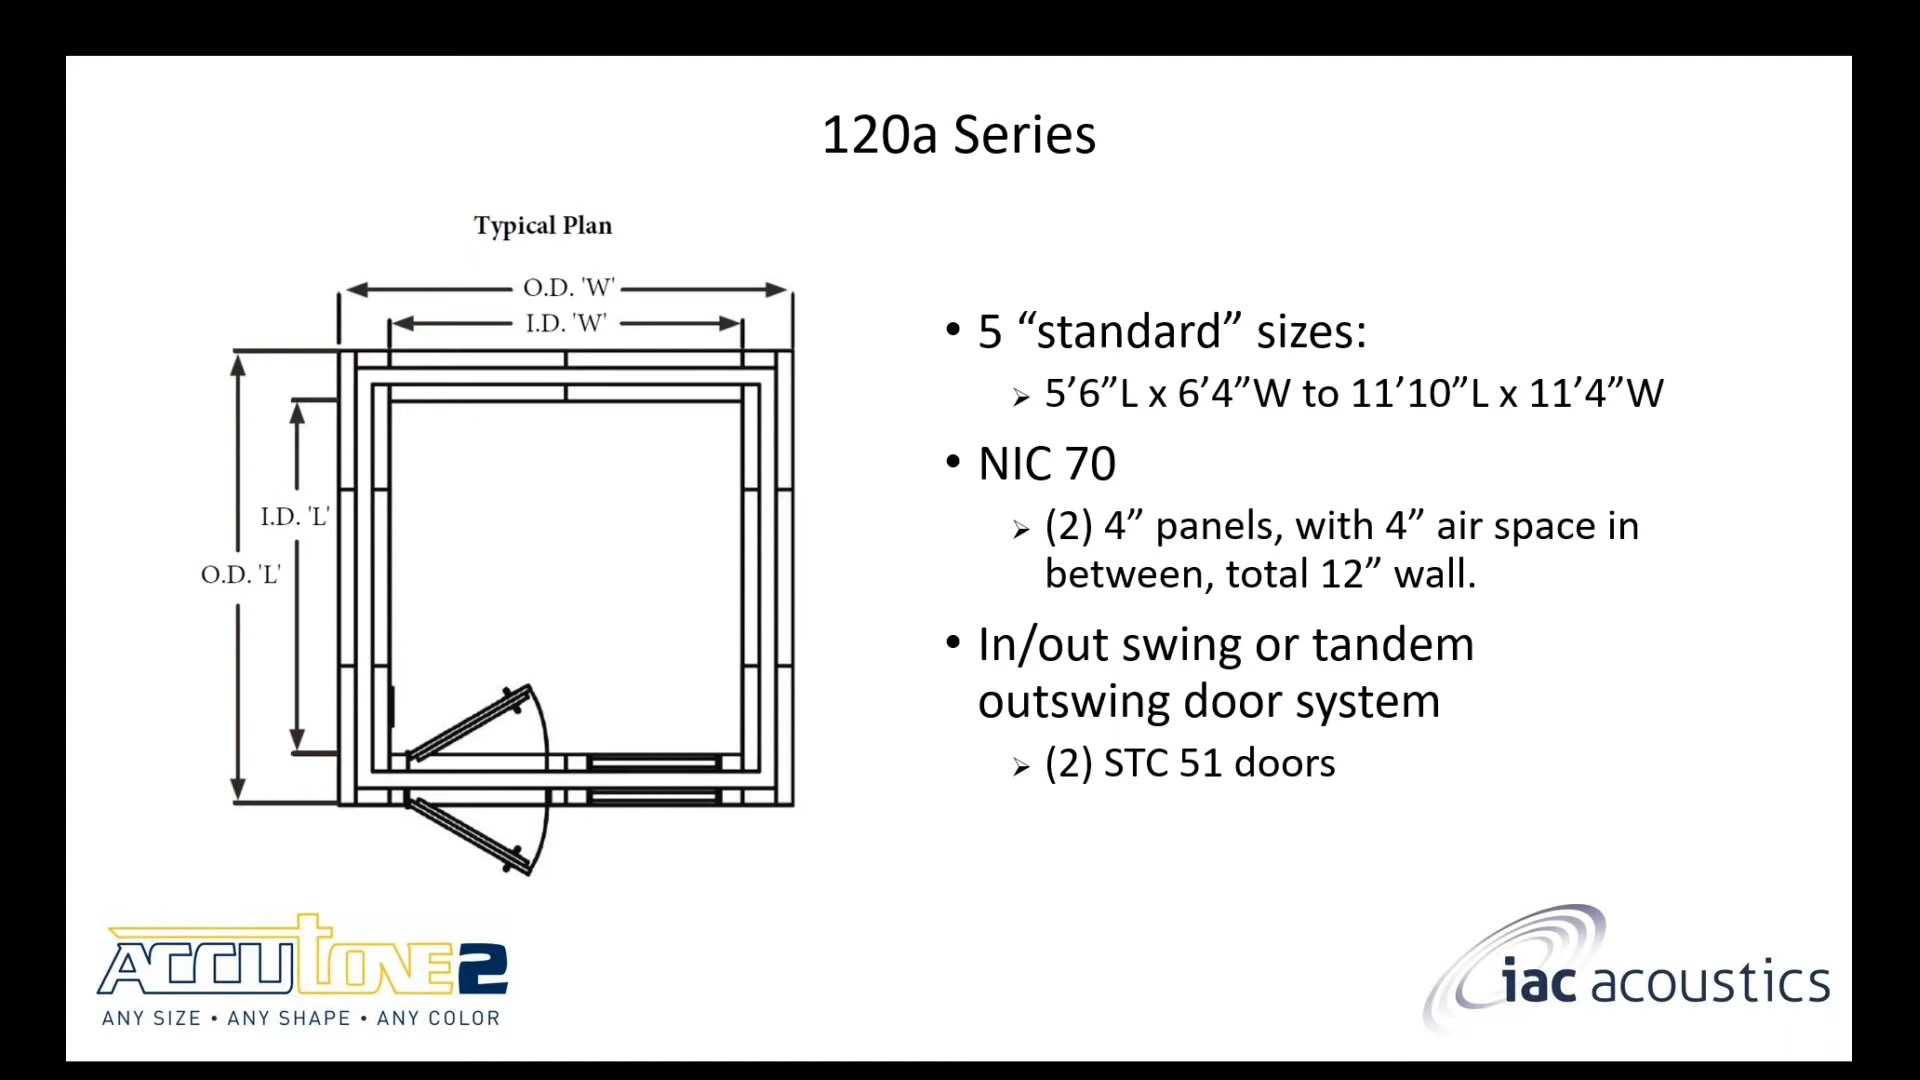 120a Series
Typical Plan
O.D. 'W'
I.D. 'W'
I.D. 'L'
O.D. 'L'
• 5 “standard” sizes:
➢ 5’6”L x 6’4”W to 11’10”L x 11’4”W
• NIC 70
➢ (2) 4” panels, with 4” air space in
between, total 12” wall.
• In/out swing or tandem
outswing door system
➢ (2) STC 51 doors
ACCUtONE2
ANY SIZE • ANY SHAPE • ANY COLOR
iac acoustics